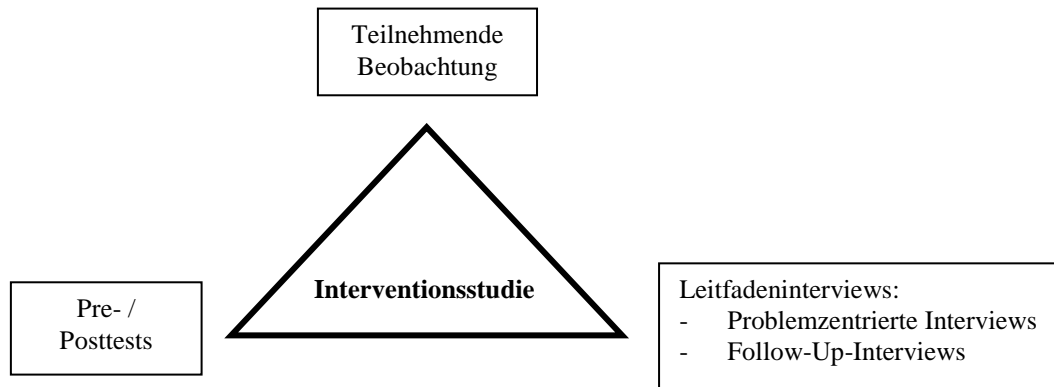 Teilnehmende
Beobachtung
Interventionsstudie
Pre- /
Posttests
Leitfadeninterviews:
- Problemzentrierte Interviews
- Follow-Up-Interviews